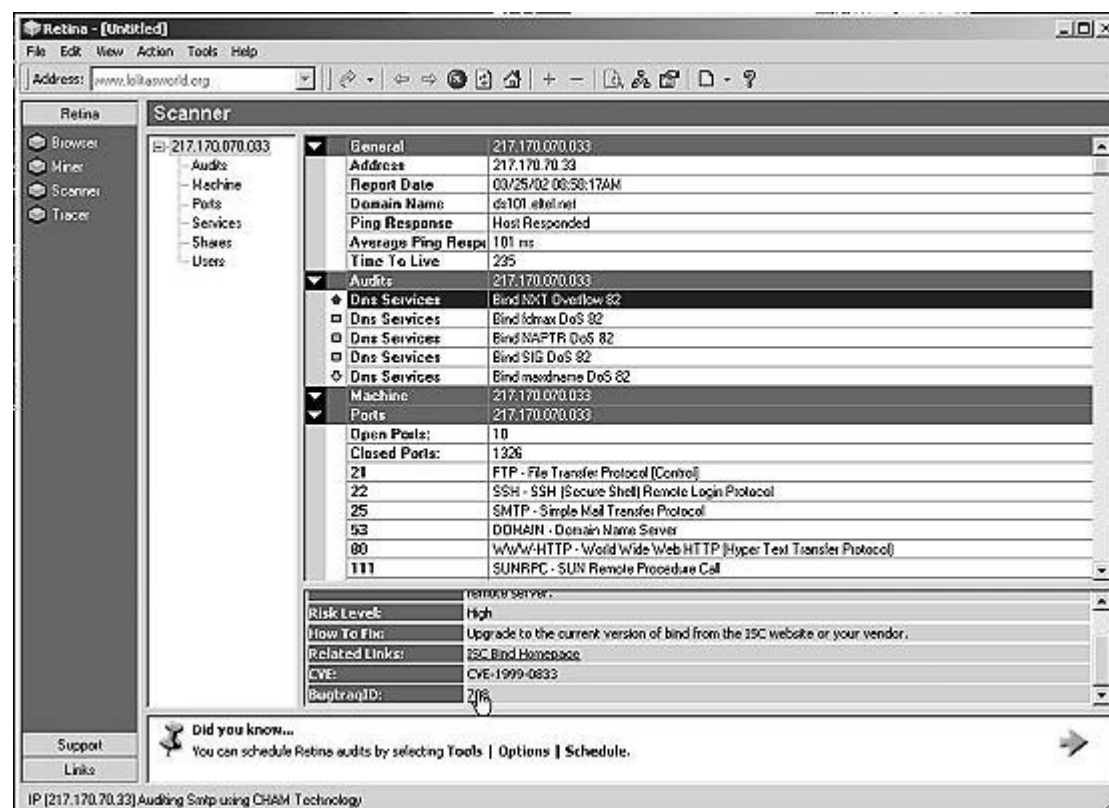 Retina - [Untitled]
File Edit View Action Tools Help
Address: www.lolitasworld.org
Retina
Scanner
Browser
Miner
Scanner
Tracer
217.170.070.033
Audits
Machine
Ports
Services
Shares
Users
General 217.170.070.033
Address 217.170.70.33
Report Date 03/25/02 08:58:17AM
Domain Name ds101.eltel.net
Ping Response Host Responded
Average Ping Respo 101 ms
Time To Live 235
Audits 217.170.070.033
Dns Services Bind NXT Overflow 82
Dns Services Bind fdmax DoS 82
Dns Services Bind NAPTR DoS 82
Dns Services Bind SIG DoS 82
Dns Services Bind maxdname DoS 82
Machine 217.170.070.033
Ports 217.170.070.033
Open Ports: 10
Closed Ports: 1326
21 FTP - File Transfer Protocol [Control]
22 SSH - SSH (Secure Shell) Remote Login Protocol
25 SMTP - Simple Mail Transfer Protocol
53 DOMAIN - Domain Name Server
80 WWW-HTTP - World Wide Web HTTP (Hyper Text Transfer Protocol)
111 SUNRPC - SUN Remote Procedure Call
remote server.
Risk Level: High
How To Fix: Upgrade to the current version of bind from the ISC website or your vendor.
Related Links: ISC Bind Homepage
CVE: CVE-1999-0833
BugtraqID:
Did you know...
You can schedule Retina audits by selecting Tools | Options | Schedule.
Support
Links
IP [217.170.70.33] Auditing Smtp using CHAM Technology